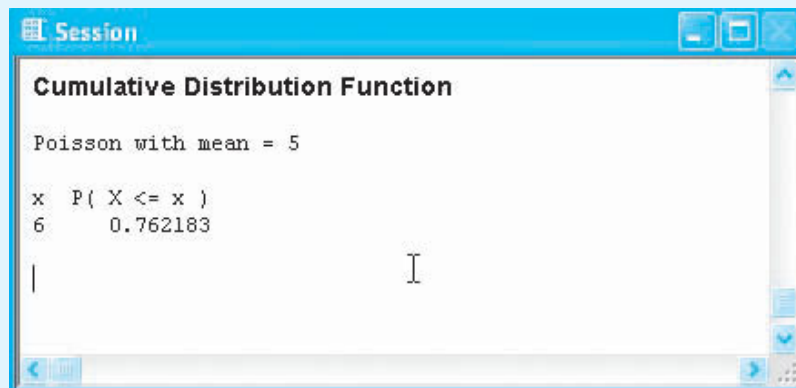 Session
Cumulative Distribution Function
Poisson with mean = 5
x P( X <= x )
6 0.762183